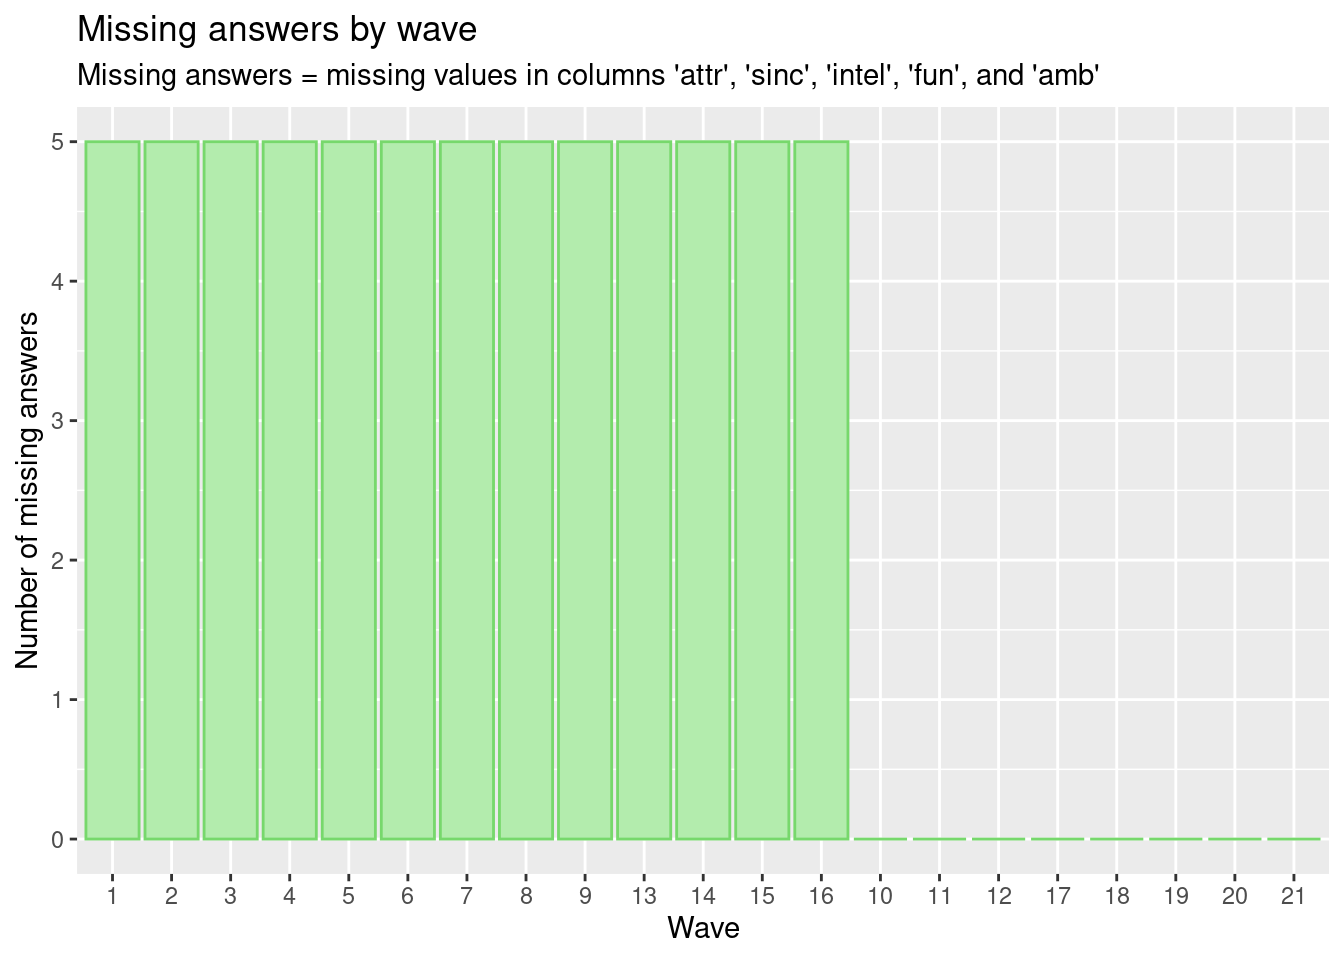 Missing answers by wave
Missing answers = missing values in columns 'attr', 'sinc', 'intel', 'fun', and 'amb'
Number of missing answers
5
4
3
2
1
0
1 2 3 4 5 6 7 8 9 13 14 15 16 10 11 12 17 18 19 20 21
Wave